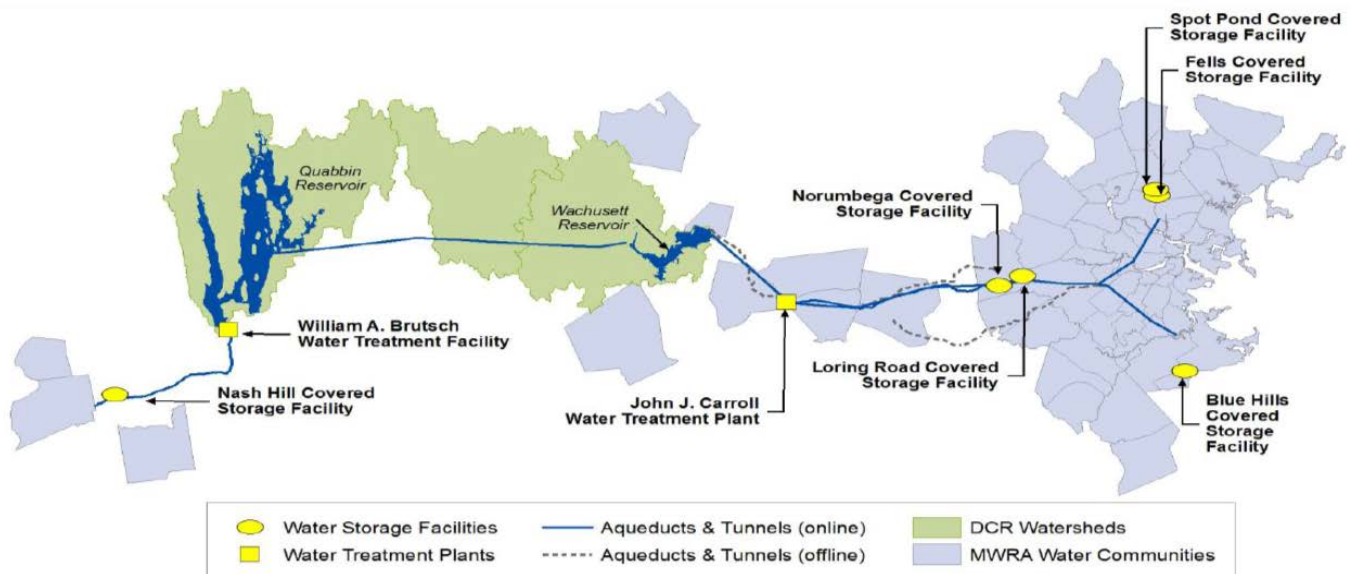 Spot Pond Covered
Storage Facility
Fells Covered
Storage Facility
Quabbin
Reservoir
Wachusett
Reservoir
Norumbega Covered
Storage Facility
William A. Brutsch
Water Treatment Facility
Nash Hill Covered
Storage Facility
John J. Carroll
Water Treatment Plant
Loring Road Covered
Storage Facility
Blue Hills
Covered
Storage
Facility
Water Storage Facilities
Aqueducts & Tunnels (online)
DCR Watersheds
Water Treatment Plants
Aqueducts & Tunnels (offline)
MWRA Water Communities